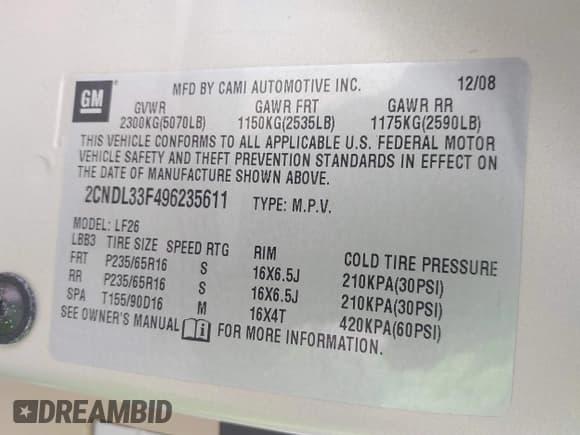 GM
MFD BY CAMI AUTOMOTIVE INC. 12/08
GVWR GAWR FRT GAWR RR
2300KG(5070LB) 1150KG(2535LB) 1175KG(2590LB)
THIS VEHICLE CONFORMS TO ALL APPLICABLE U.S. FEDERAL MOTOR
VEHICLE SAFETY AND THEFT PREVENTION STANDARDS IN EFFECT ON
THE DATE OF MANUFACTURE SHOWN ABOVE.
2CNDL33F496235611 TYPE: M.P.V.
MODEL: LF26
LBB3 TIRE SIZE SPEED RTG RIM COLD TIRE PRESSURE
FRT P235/65R16 S 16X6.5J 210KPA(30PSI)
RR P235/65R16 S 16X6.5J 210KPA(30PSI)
SPA T155/90D16 M 16X4T 420KPA(60PSI)
SEE OWNER'S MANUAL FOR MORE INFORMATION.
DREAMBID